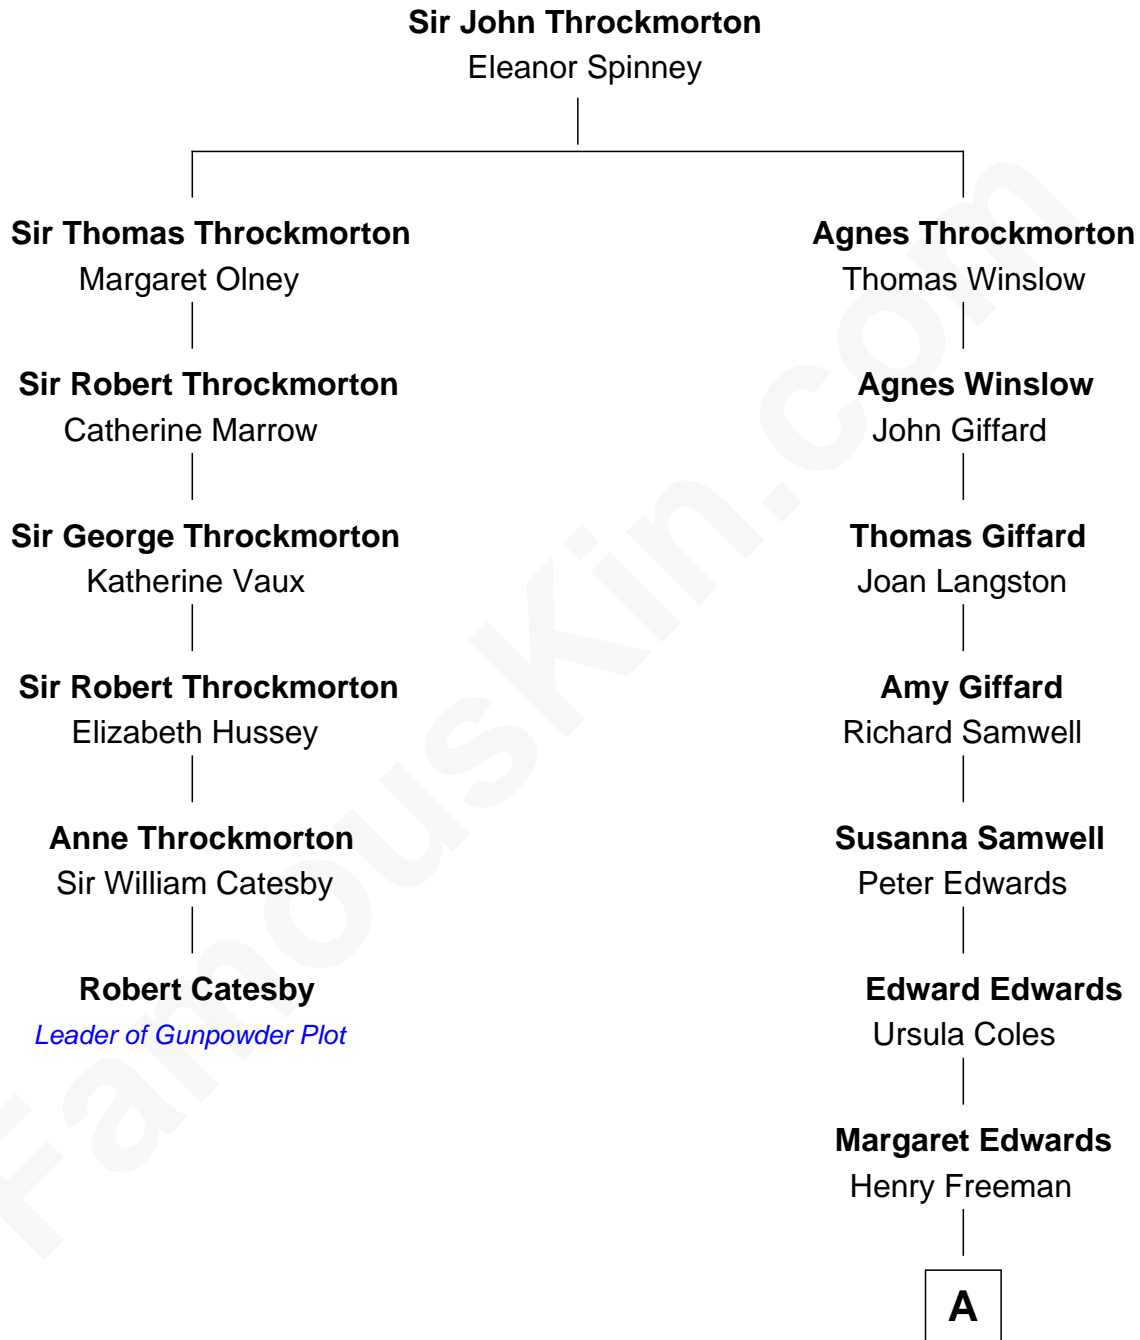 Sir John Throckmorton
Eleanor Spinney
Sir Thomas Throckmorton
Margaret Olney
Agnes Throckmorton
Thomas Winslow
Sir Robert Throckmorton
Catherine Marrow
Agnes Winslow
John Giffard
Sir George Throckmorton
Katherine Vaux
Thomas Giffard
Joan Langston
Sir Robert Throckmorton
Elizabeth Hussey
Amy Giffard
Richard Samwell
Anne Throckmorton
Sir William Catesby
Susanna Samwell
Peter Edwards
Robert Catesby
Leader of Gunpowder Plot
Edward Edwards
Ursula Coles
Margaret Edwards
Henry Freeman
A
FamousKin.com